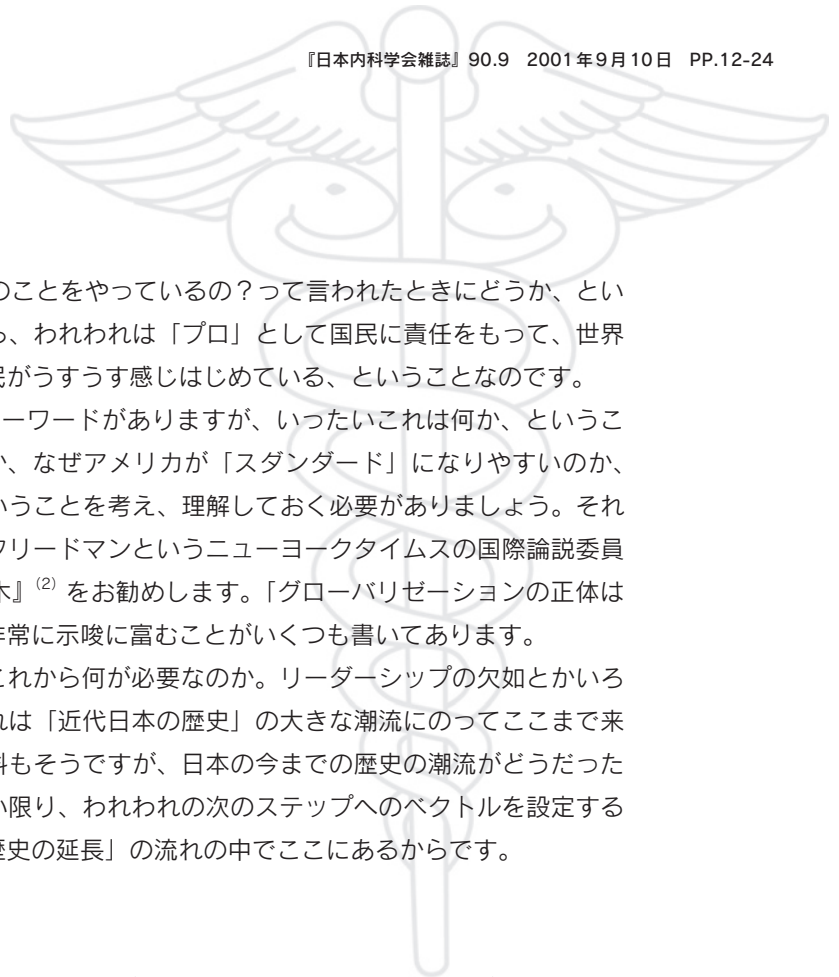 『日本内科学会雑誌』90.9　2001年9月10日　PP.12-24
のことをやっているの？って言われたときにどうか、とい
、われわれは「プロ」として国民に責任をもって、世界
がうすうす感じはじめている、ということなのです。
ーワードがありますが、いったいこれは何か、というこ
、なぜアメリカが「スダンダード」になりやすいのか、
いうことを考え、理解しておく必要がありましょう。それ
フリードマンというニューヨークタイムスの国際論説委員
木』⁽²⁾ をお勧めします。「グローバリゼーションの正体は
非常に示唆に富むことがいくつも書いてあります。
これから何が必要なのか。リーダーシップの欠如とかいろ
れは「近代日本の歴史」の大きな潮流にのってここまで来
科もそうですが、日本の今までの歴史の潮流がどうだった
い限り、われわれの次のステップへのベクトルを設定する
歴史の延長」の流れの中でここにあるからです。